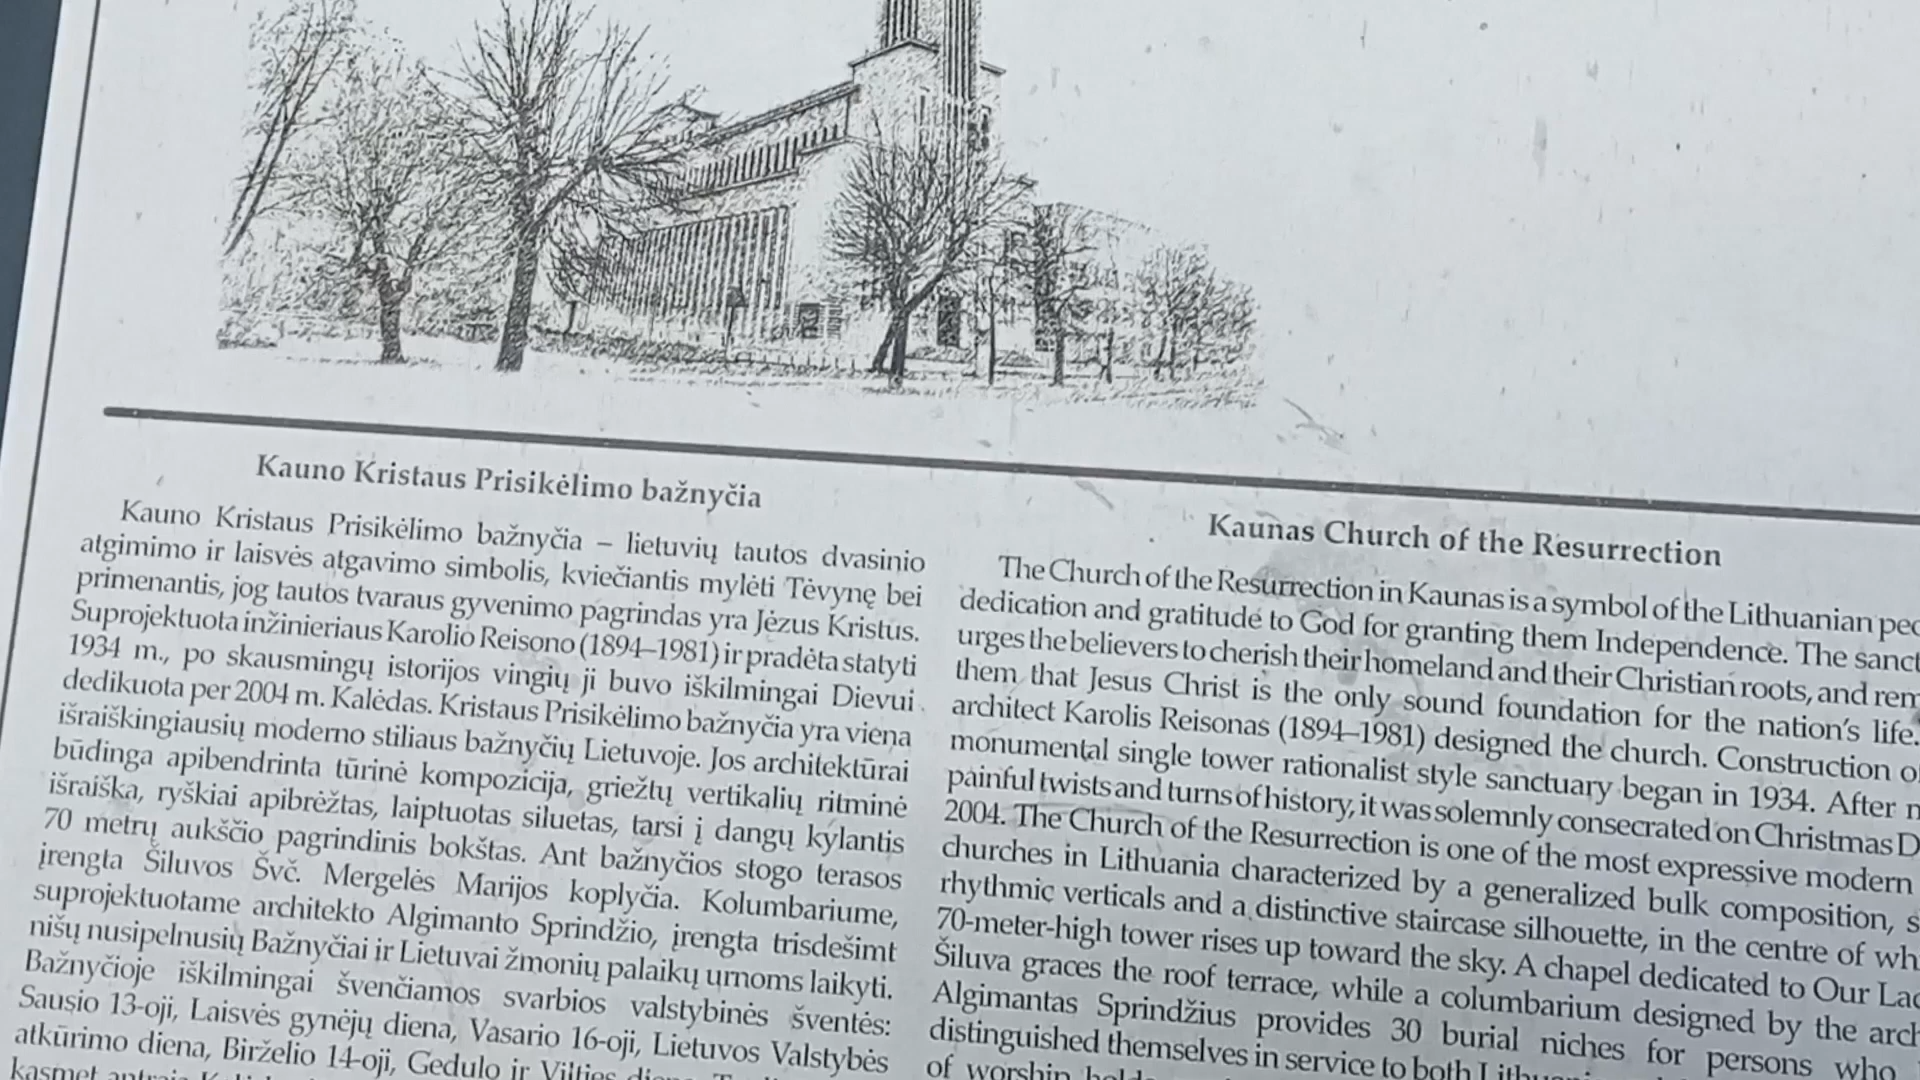 Kauno Kristaus Prisikėlimo bažnyčia
Kauno Kristaus Prisikėlimo bažnyčia – lietuvių tautos dvasinio
atgimimo ir laisvės atgavimo simbolis, kviečiantis mylėti Tėvynę bei
primenantis, jog tautos tvaraus gyvenimo pagrindas yra Jėzus Kristus.
Suprojektuota inžinieriaus Karolio Reisono (1894–1981) ir pradėta statyti
1934 m., po skausmingų istorijos vingių ji buvo iškilmingai Dievui
dedikuota per 2004 m. Kalėdas. Kristaus Prisikėlimo bažnyčia yra viena
išraiškingiausių moderno stiliaus bažnyčių Lietuvoje. Jos architektūrai
būdinga apibendrinta tūrinė kompozicija, griežtų vertikalių ritminė
išraiška, ryškiai apibrėžtas, laiptuotas siluetas, tarsi į dangų kylantis
70 metrų aukščio pagrindinis bokštas. Ant bažnyčios stogo terasos
įrengta Šiluvos Švč. Mergelės Marijos koplyčia. Kolumbariume,
suprojektuotame architekto Algimanto Sprindžio, įrengta trisdešimt
nišų nusipelnusių Bažnyčiai ir Lietuvai žmonių palaikų urnoms laikyti.
Bažnyčioje iškilmingai švenčiamos svarbios valstybinės šventės:
Sausio 13-oji, Laisvės gynėjų diena, Vasario 16-oji, Lietuvos Valstybės
atkūrimo diena, Birželio 14-oji, Gedulo ir Vilties
kasmet
Kaunas Church of the Resurrection
The Church of the Resurrection in Kaunas is a symbol of the Lithuanian peo
dedication and gratitude to God for granting them Independence. The sanct
urges the believers to cherish their homeland and their Christian roots, and rem
them that Jesus Christ is the only sound foundation for the nation's life.
architect Karolis Reisonas (1894–1981) designed the church. Construction o
monumental single tower rationalist style sanctuary began in 1934. After
painful twists and turns of history, it was solemnly consecrated on Christmas D
2004. The Church of the Resurrection is one of the most expressive modern
churches in Lithuania characterized by a generalized bulk composition, s
rhythmic verticals and a distinctive staircase silhouette, in the centre of wh
70-meter-high tower rises up toward the sky. A chapel dedicated to Our Lad
Šiluva graces the roof terrace, while a columbarium designed by the arch
Algimantas Sprindžius provides 30 burial niches for persons who
distinguished themselves in service to both
of worship